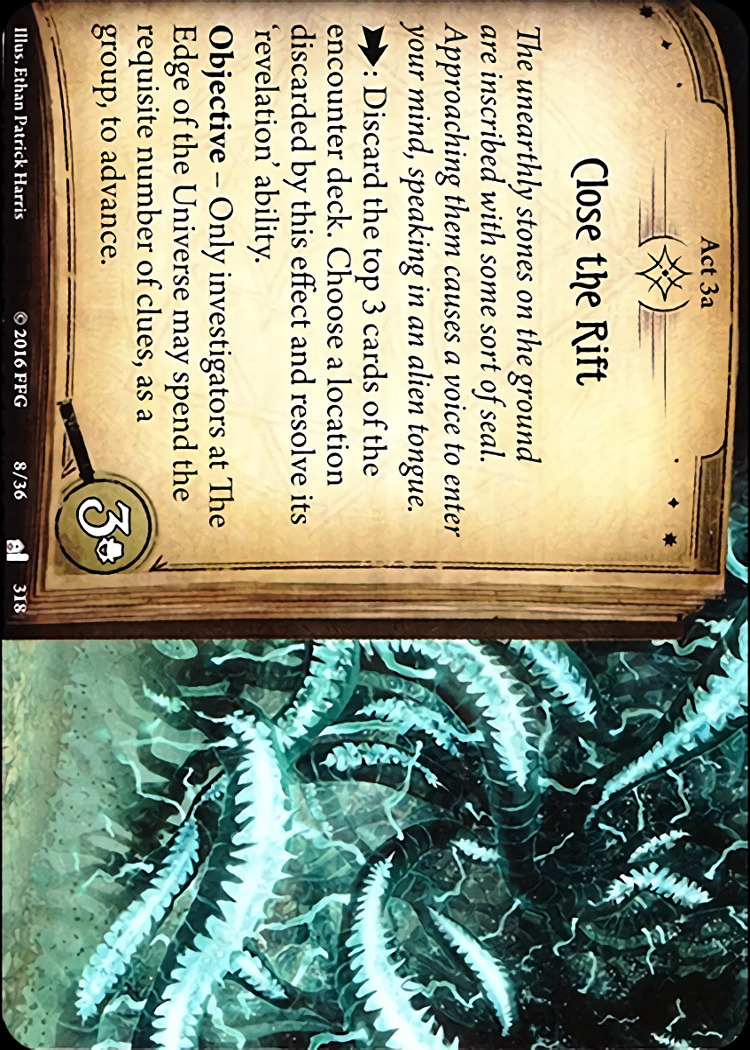 Act 3a
Close the Rift
The unearthly stones on the ground
are inscribed with some sort of seal.
Approaching them causes a voice to enter
your mind, speaking in an alien tongue.
: Discard the top 3 cards of the
encounter deck. Choose a location
discarded by this effect and resolve its
‘revelation’ ability.
Objective – Only investigators at The
Edge of the Universe may spend the
requisite number of clues, as a
group, to advance.
3
Illus. Ethan Patrick Harris © 2016 FFG 8/36 318